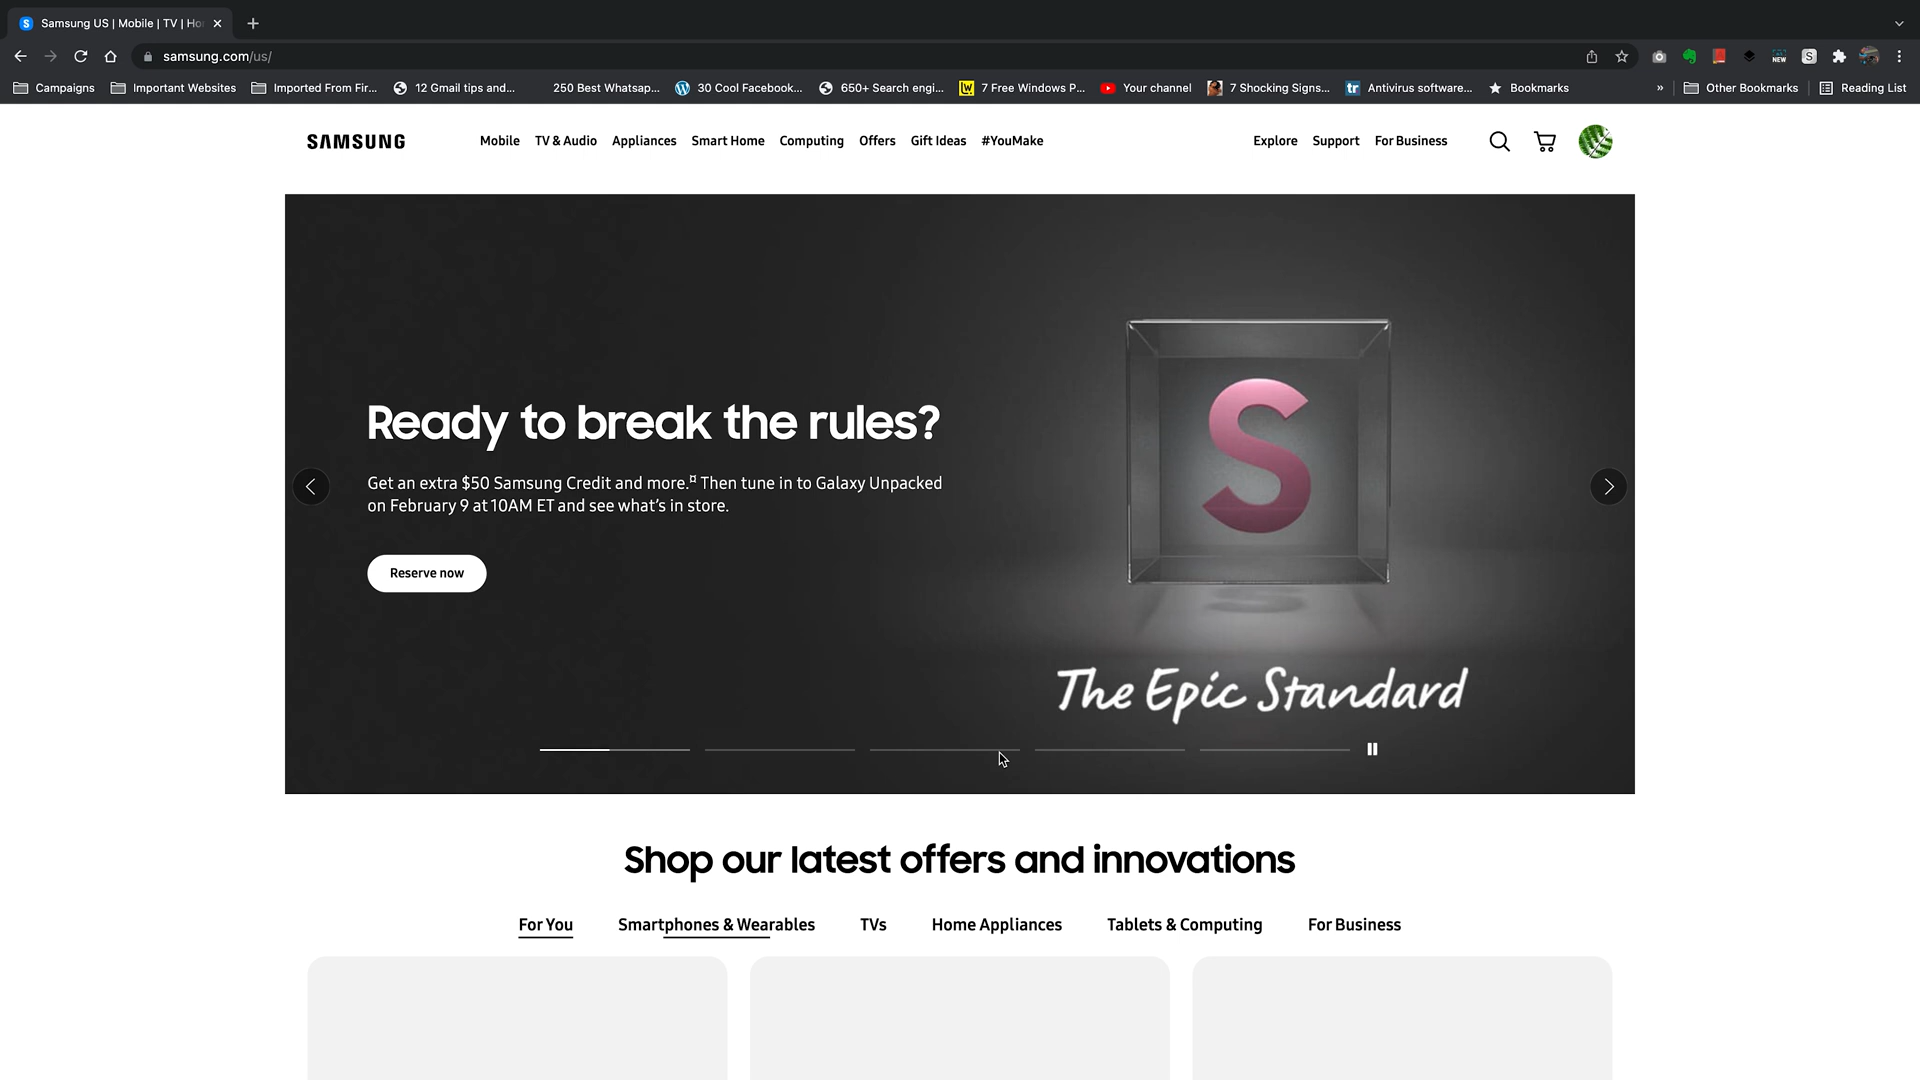 Samsung US | Mobile | TV | Ho
samsung.com/us/
Campaigns
Important Websites
Imported From Fir...
12 Gmail tips and...
250 Best Whatsap...
30 Cool Facebook...
650+ Search engi...
7 Free Windows P...
Your channel
7 Shocking Signs...
Antivirus software...
Bookmarks
»
Other Bookmarks
Reading List
SAMSUNG
Mobile
TV & Audio
Appliances
Smart Home
Computing
Offers
Gift Ideas
#YouMake
Explore
Support
For Business
Ready to break the rules?
Get an extra $50 Samsung Credit and more.¤ Then tune in to Galaxy Unpacked
on February 9 at 10AM ET and see what's in store.
Reserve now
S
The Epic Standard
Shop our latest offers and innovations
For You
Smartphones & Wearables
TVs
Home Appliances
Tablets & Computing
For Business